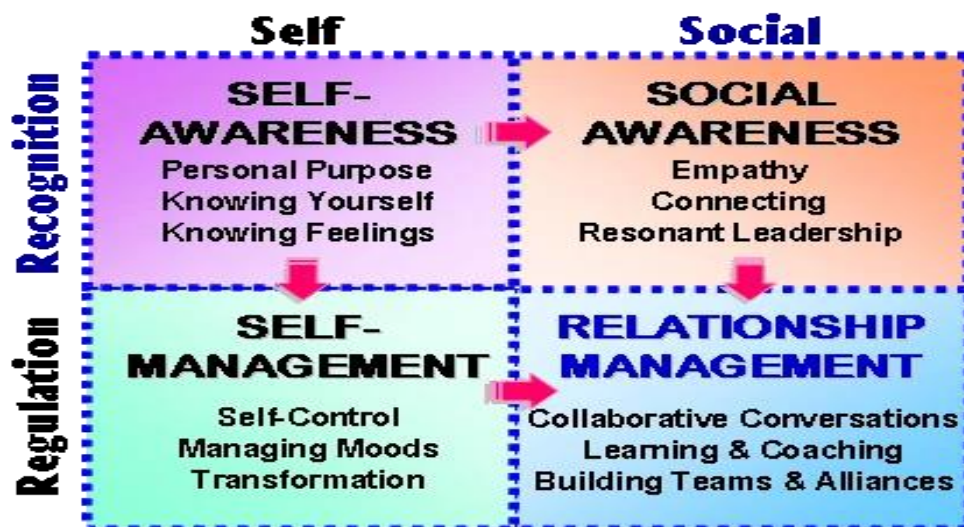 Self
Social
Recognition
SELF-
AWARENESS
Personal Purpose
Knowing Yourself
Knowing Feelings
SOCIAL
AWARENESS
Empathy
Connecting
Resonant Leadership
Regulation
SELF-
MANAGEMENT
Self-Control
Managing Moods
Transformation
RELATIONSHIP
MANAGEMENT
Collaborative Conversations
Learning & Coaching
Building Teams & Alliances